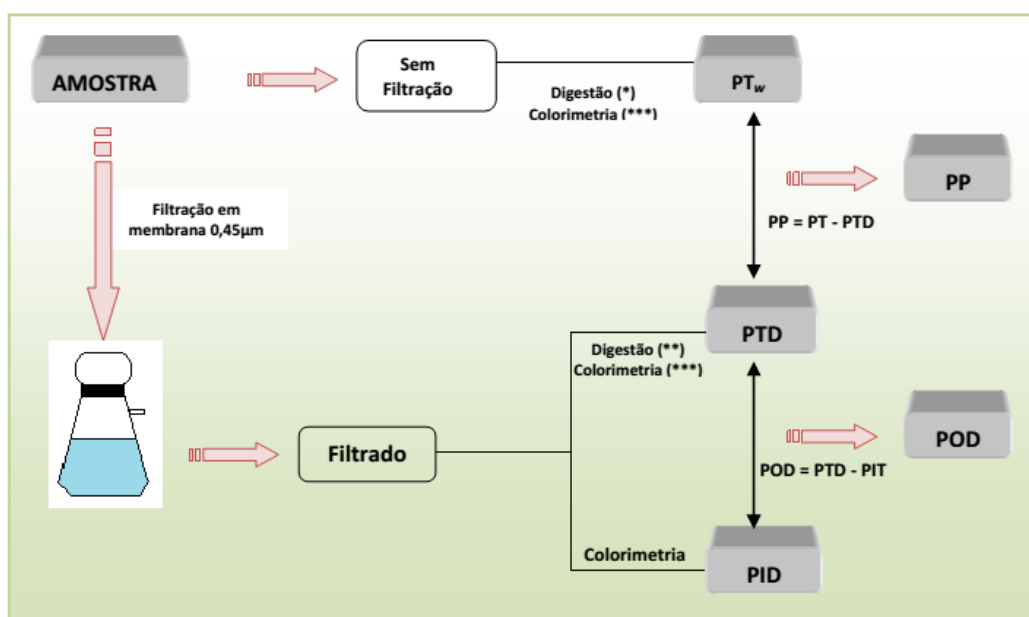 AMOSTRA
Sem
Filtração
Digestão (*)
Colorimetria (***)
PTw
PP
PP = PT - PTD
Filtração em
membrana 0,45µm
PTD
Digestão (**)
Colorimetria (***)
Filtrado
POD
POD = PTD - PIT
Colorimetria
PID